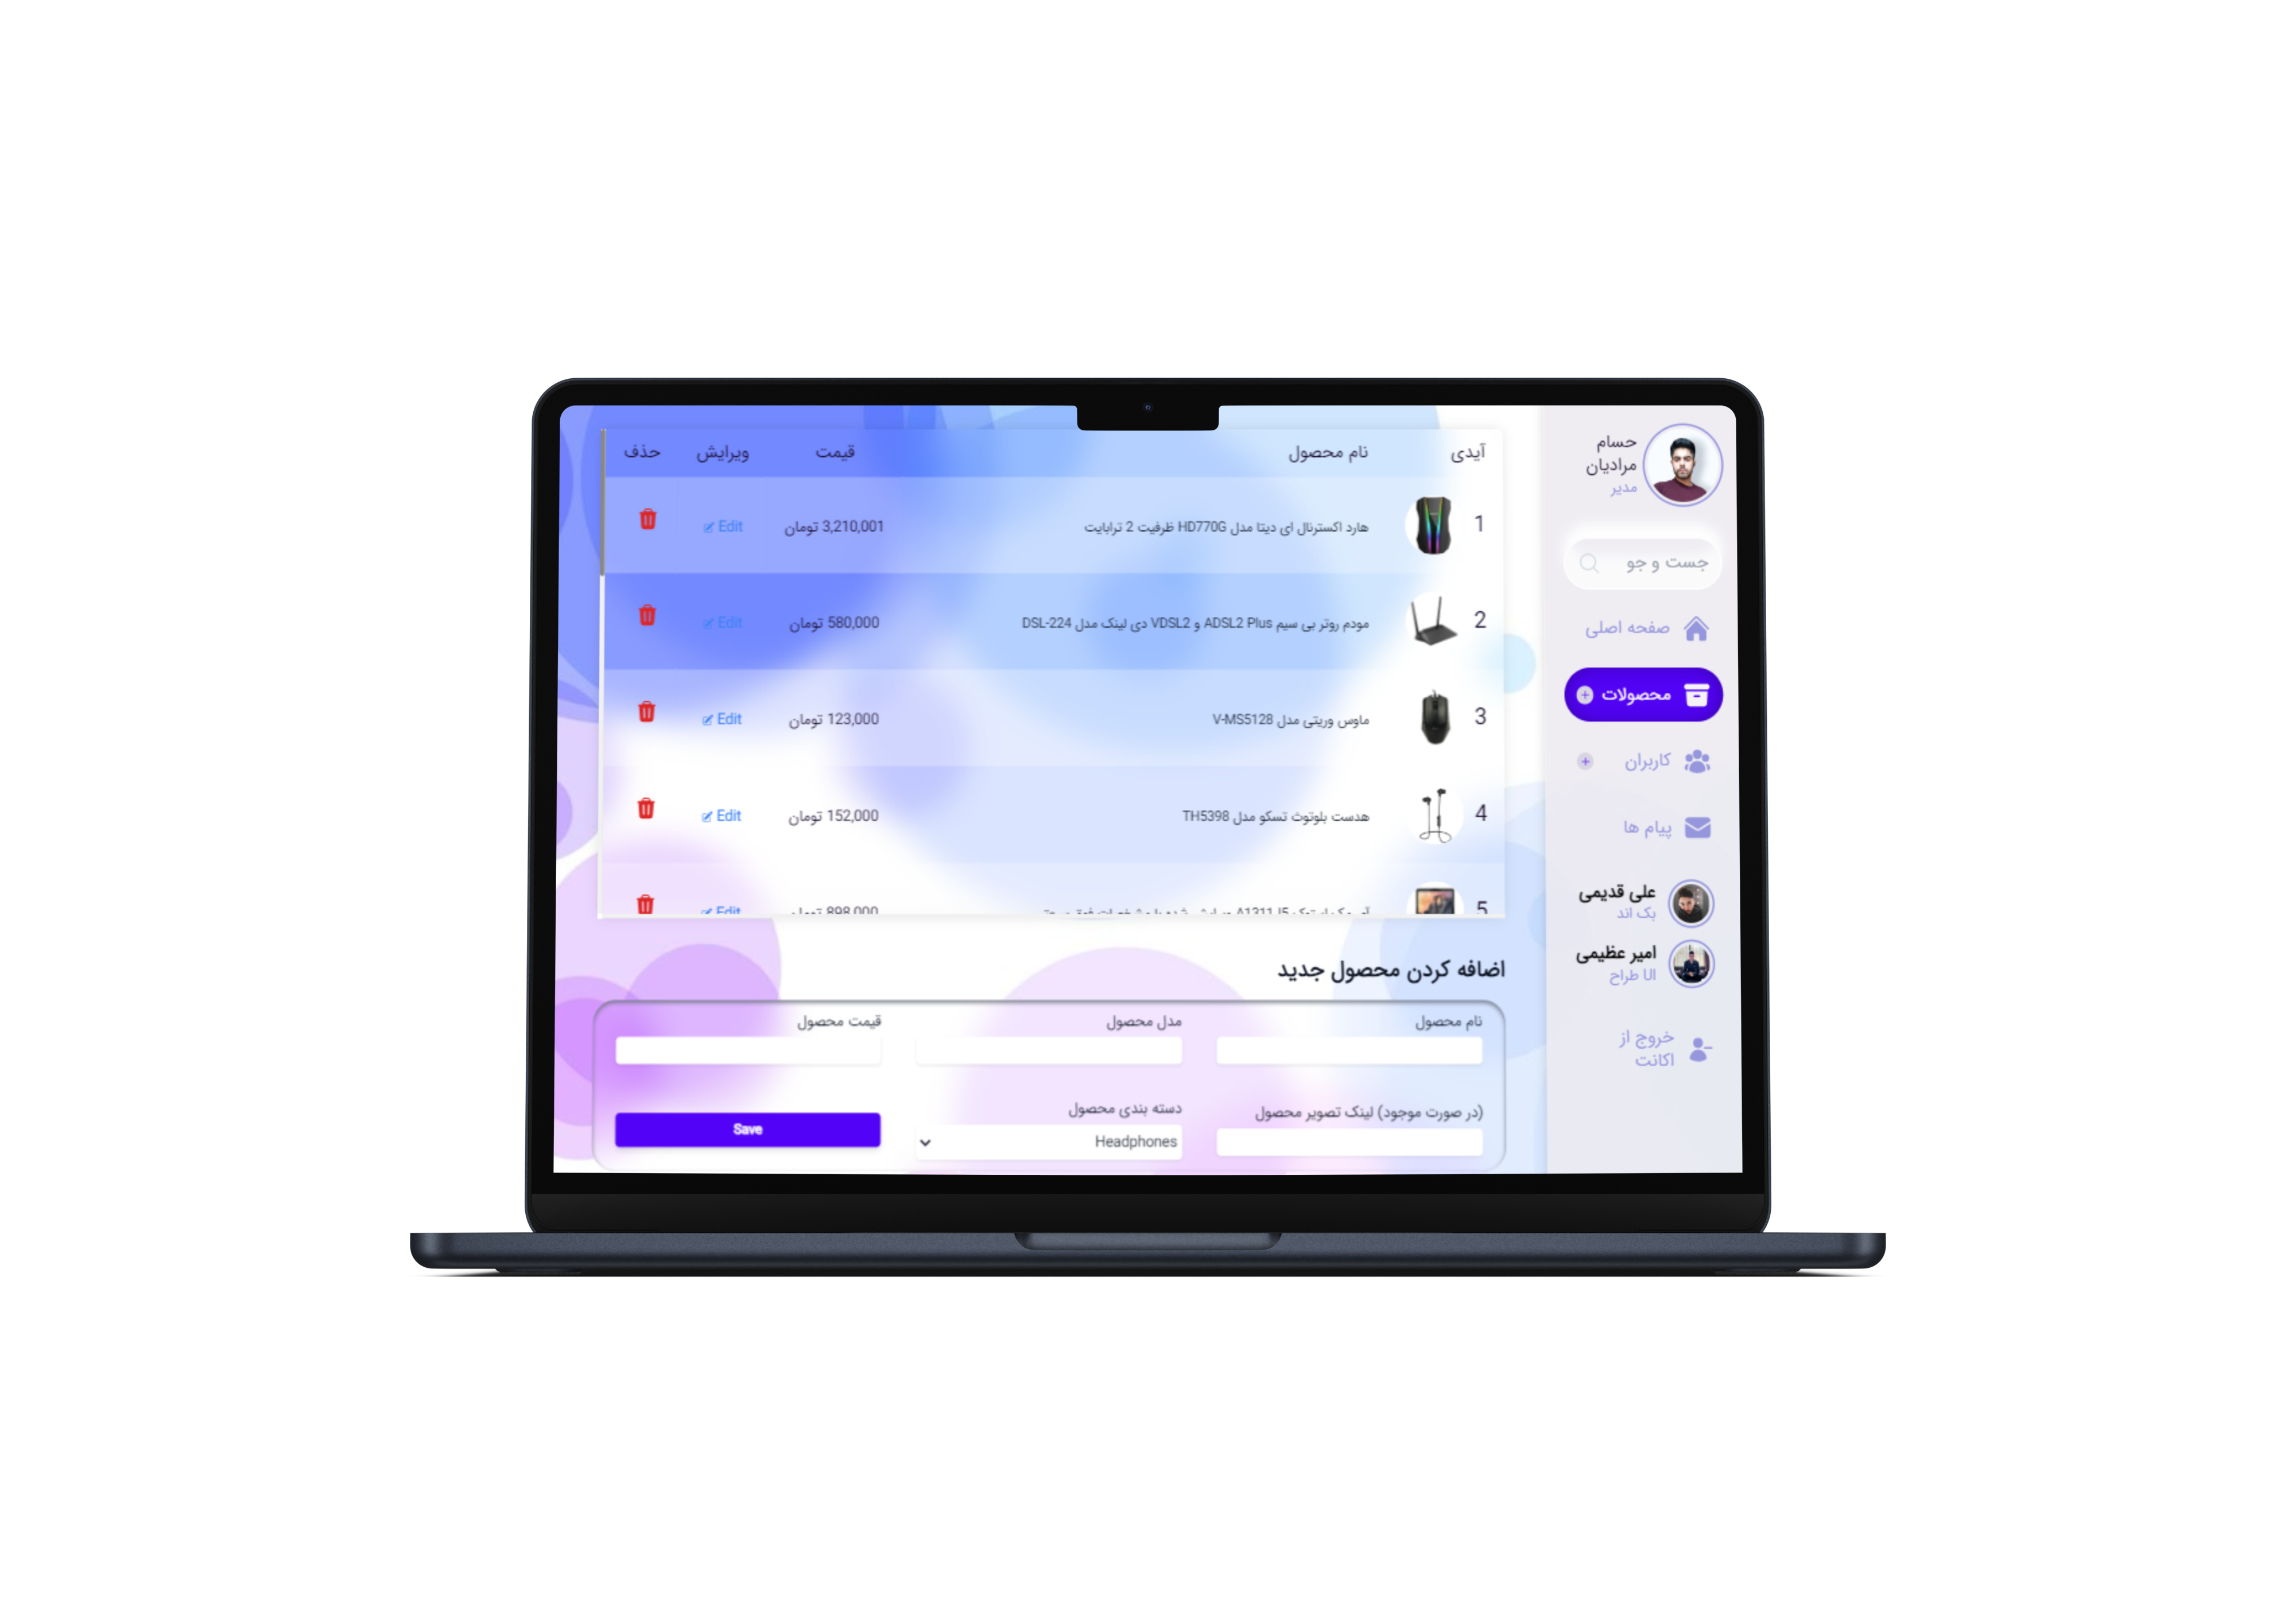 حسام
مرادیان
مدیر
جست و جو
صفحه اصلی
محصولات
کاربران
پیام ها
علی قدیمی
بک اند
امیر عظیمی
طراح UI
خروج از
اکانت
آیدی نام محصول قیمت ویرایش حذف
1 هارد اکسترنال ای دیتا مدل HD770G ظرفیت 2 ترابایت 3,210,001 تومان Edit
2 مودم روتر بی سیم ADSL2 Plus و VDSL2 دی لینک مدل DSL-224 580,000 تومان Edit
3 ماوس وریتی مدل V-MS5128 123,000 تومان Edit
4 هدست بلوتوث تسکو مدل TH5398 152,000 تومان Edit
5 A1311 I5 898,000 تومان Edit
اضافه کردن محصول جدید
نام محصول مدل محصول قیمت محصول
(در صورت موجود) لینک تصویر محصول دسته بندی محصول
Headphones
Save